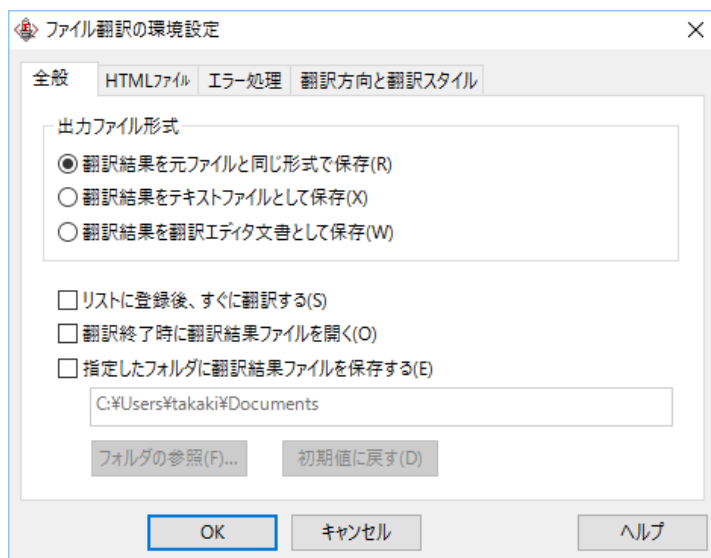 ファイル翻訳の環境設定
全般 HTMLファイル エラー処理 翻訳方向と翻訳スタイル
出力ファイル形式
翻訳結果を元ファイルと同じ形式で保存(R)
翻訳結果をテキストファイルとして保存(X)
翻訳結果を翻訳エディタ文書として保存(W)
リストに登録後、すぐに翻訳する(S)
翻訳終了時に翻訳結果ファイルを開く(O)
指定したフォルダに翻訳結果ファイルを保存する(E)
C:¥Users¥takaki¥Documents
フォルダの参照(F)... 初期値に戻す(D)
OK キャンセル ヘルプ